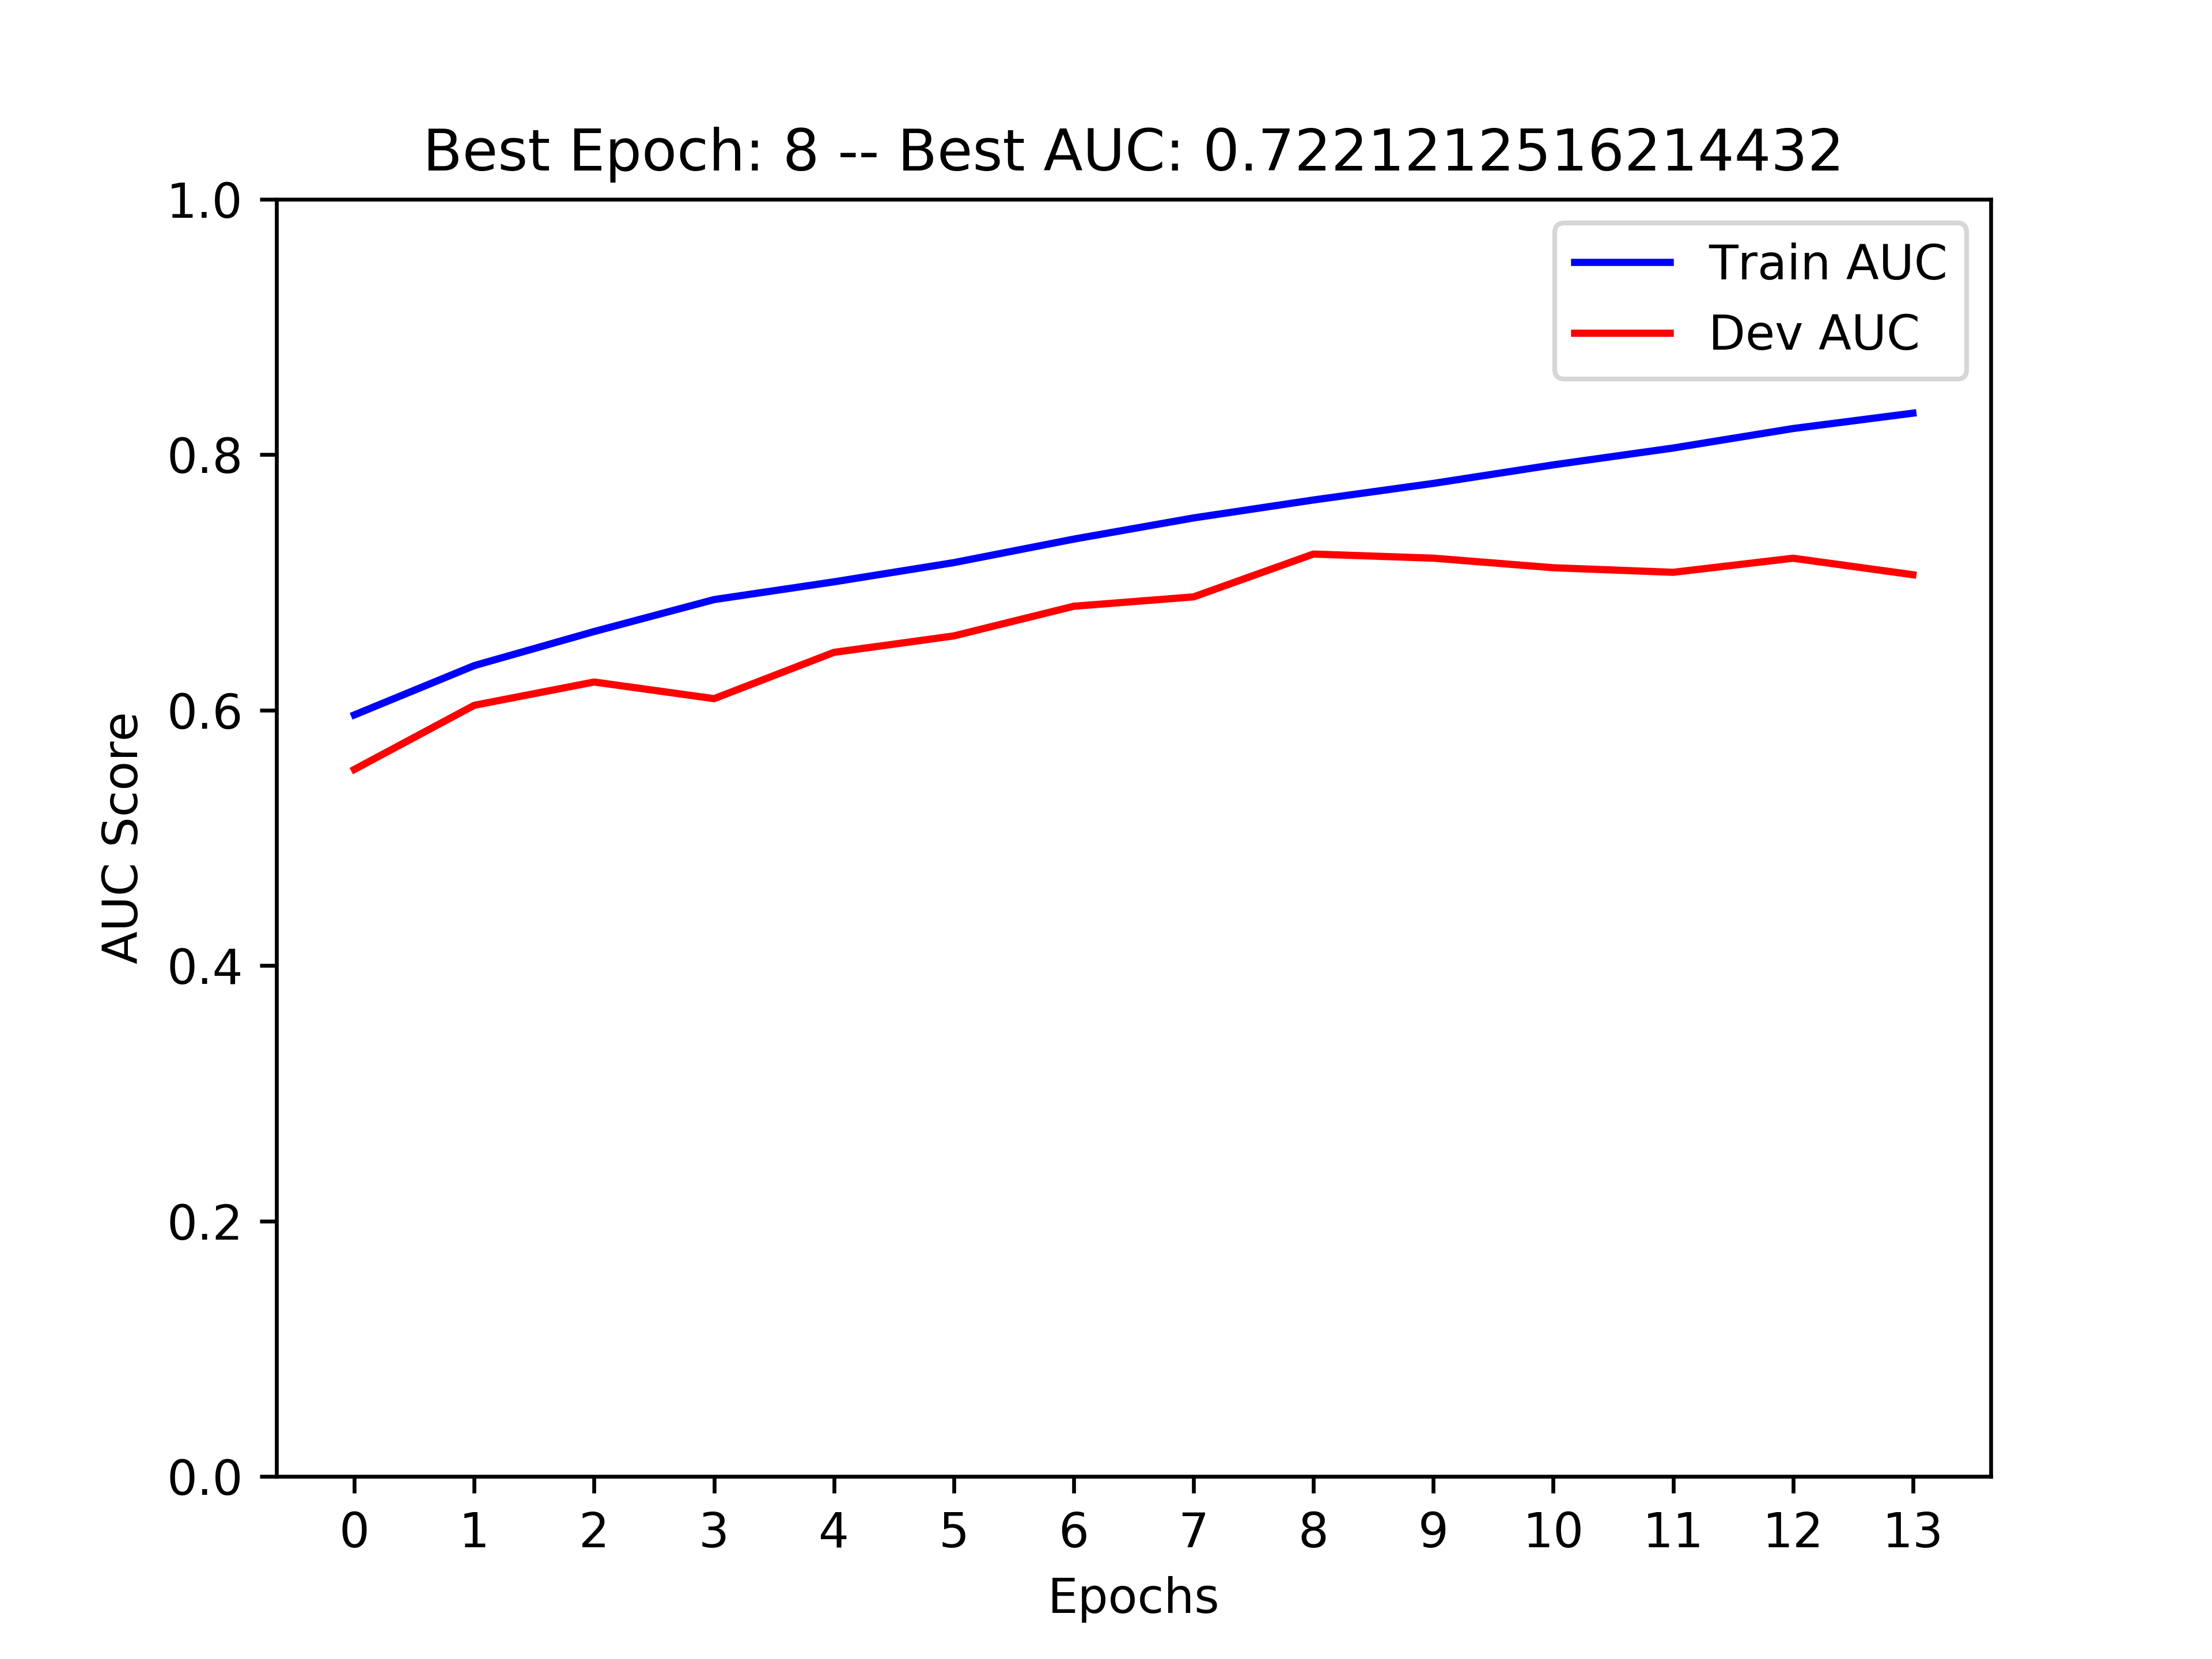 Best Epoch: 8 -- Best AUC: 0.7221212516214432
1.0
0.8
0.6
0.4
0.2
0.0
AUC Score
Train AUC
Dev AUC
0 1 2 3 4 5 6 7 8 9 10 11 12 13
Epochs